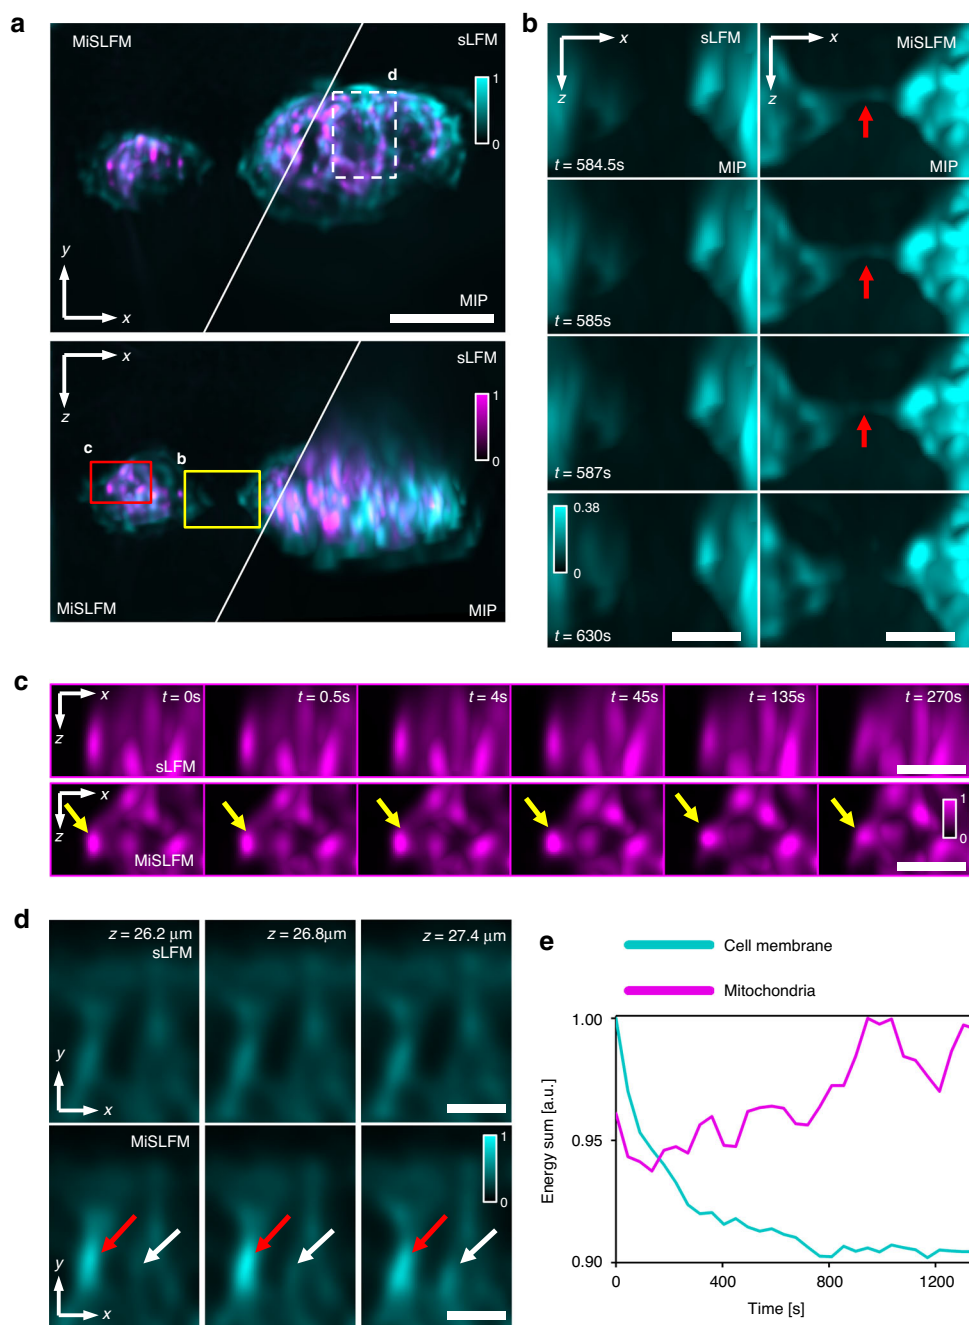 a
MiSLFM
sLFM
d
1
0
y
x
MIP
x
z
sLFM
1
0
c
b
MiSLFM
MIP
b
x
z
sLFM
MIP
t = 584.5s
x
z
MiSLFM
MIP
t = 585s
t = 587s
0.38
0
t = 630s
c
x
z
t = 0s
t = 0.5s
t = 4s
t = 45s
t = 135s
t = 270s
sLFM
x
z
MiSLFM
1
0
d
z = 26.2 μm
sLFM
z = 26.8μm
z = 27.4 μm
y
x
MiSLFM
1
0
y
x
e
Cell membrane
Mitochondria
1.00
0.95
0.90
Energy sum [a.u.]
0
400
800
1200
Time [s]